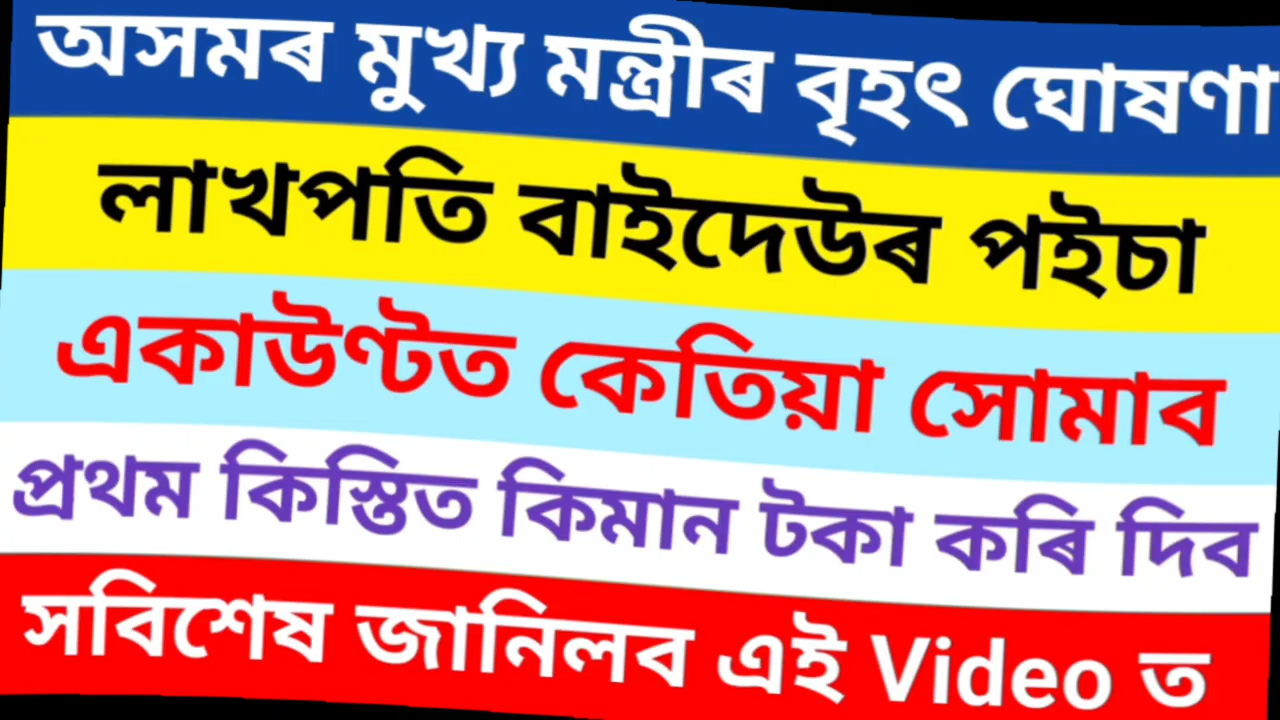 অসমৰ মুখ্য মন্ত্ৰীৰ বৃহৎ ঘোষণা
লাখপতি বাইদেউৰ পইচা
একাউণ্টত কেতিয়া সোমাব
প্ৰথম কিস্তিত কিমান টকা কৰি দিব
সবিশেষ জানিলব এই Video ত